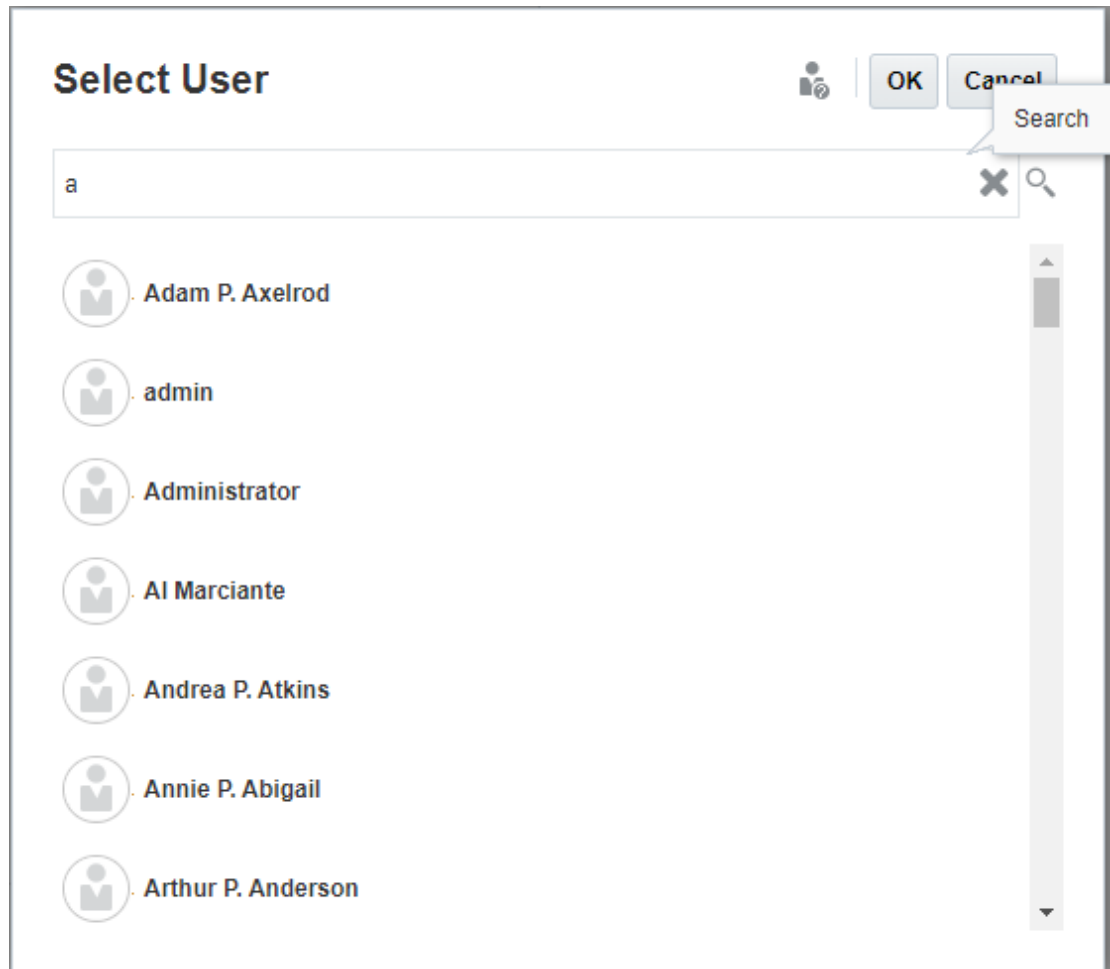 Select User
OK
Cancel
Search
a
Adam P. Axelrod
admin
Administrator
Al Marciante
Andrea P. Atkins
Annie P. Abigail
Arthur P. Anderson